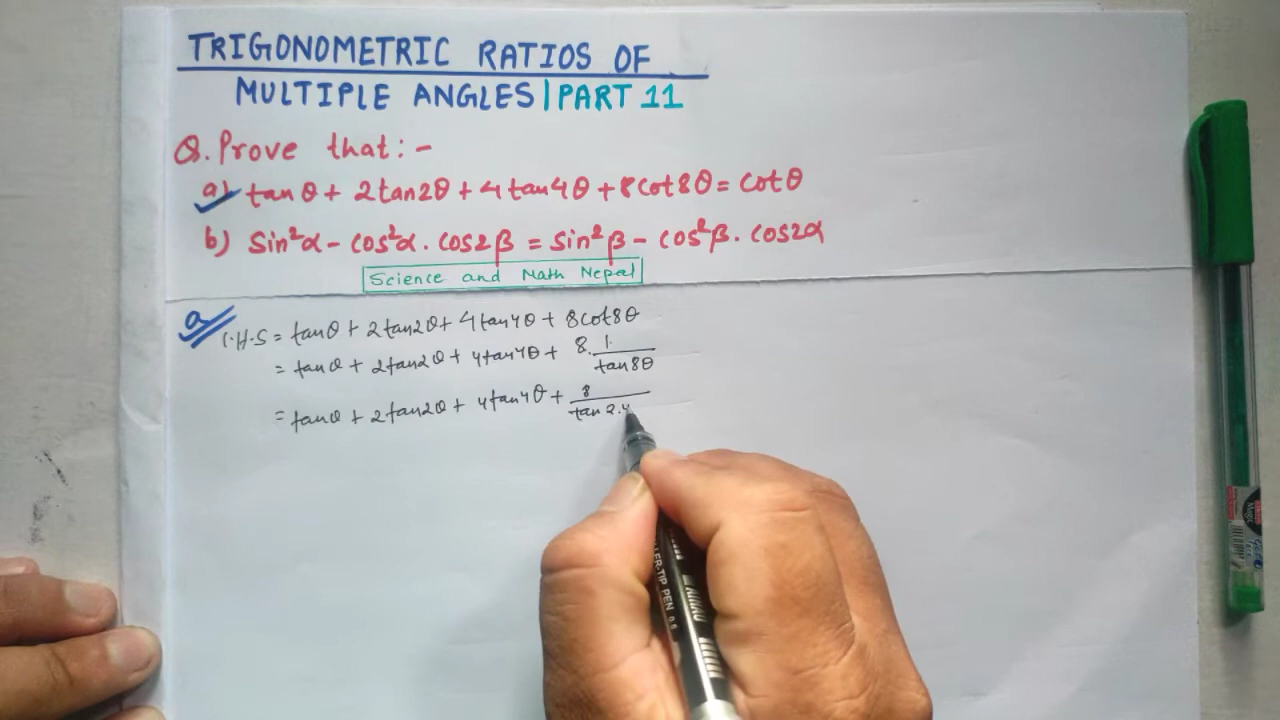 TRIGONOMETRIC RATIOS OF
MULTIPLE ANGLES | PART 11
Q. Prove that :-
a) tan θ + 2tan2θ + 4tan4θ + 8cot8θ = cotθ
b) Sin²α - cos²α . cos2β = sin²β - cos²β . cos2α
Science and Math Nepal
a. L.H.S = tanθ + 2tan2θ + 4tan4θ + 8cot8θ
= tanθ + 2tan2θ + 4tan4θ + 8. 1/tan8θ
= tanθ + 2tan2θ + 4tan4θ + 8/tan2.4